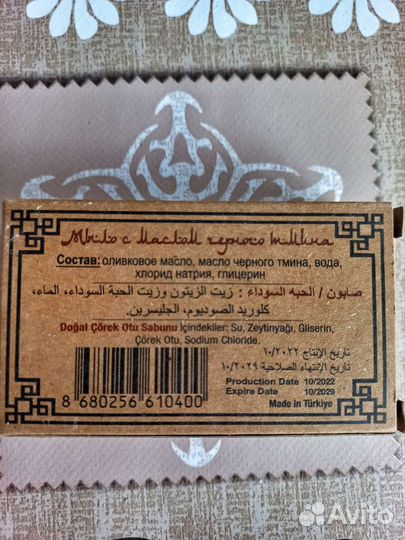 Мыло с маслом черного тмина
Состав: оливковое масло, масло черного тмина, вода,
хлорид натрия, глицерин
صابون / الحبه السوداء : زيت الزيتون وزيت الحبة السوداء، الماء،
كلوريد الصوديوم، الجليسرين.
Doğal Çörek Otu Sabunu İçindekiler: Su, Zeytinyağı, Gliserin,
Çörek Otu, Sodium Chloride.
تاريخ الإنتاج ١٠/٢٠٢٢
تاريخ الإنتهاء الصلاحية ١٠/٢٠٢٩
Production Date 10/2022
Expire Date 10/2029
Made in Türkiye
8 680256 610400
Avito